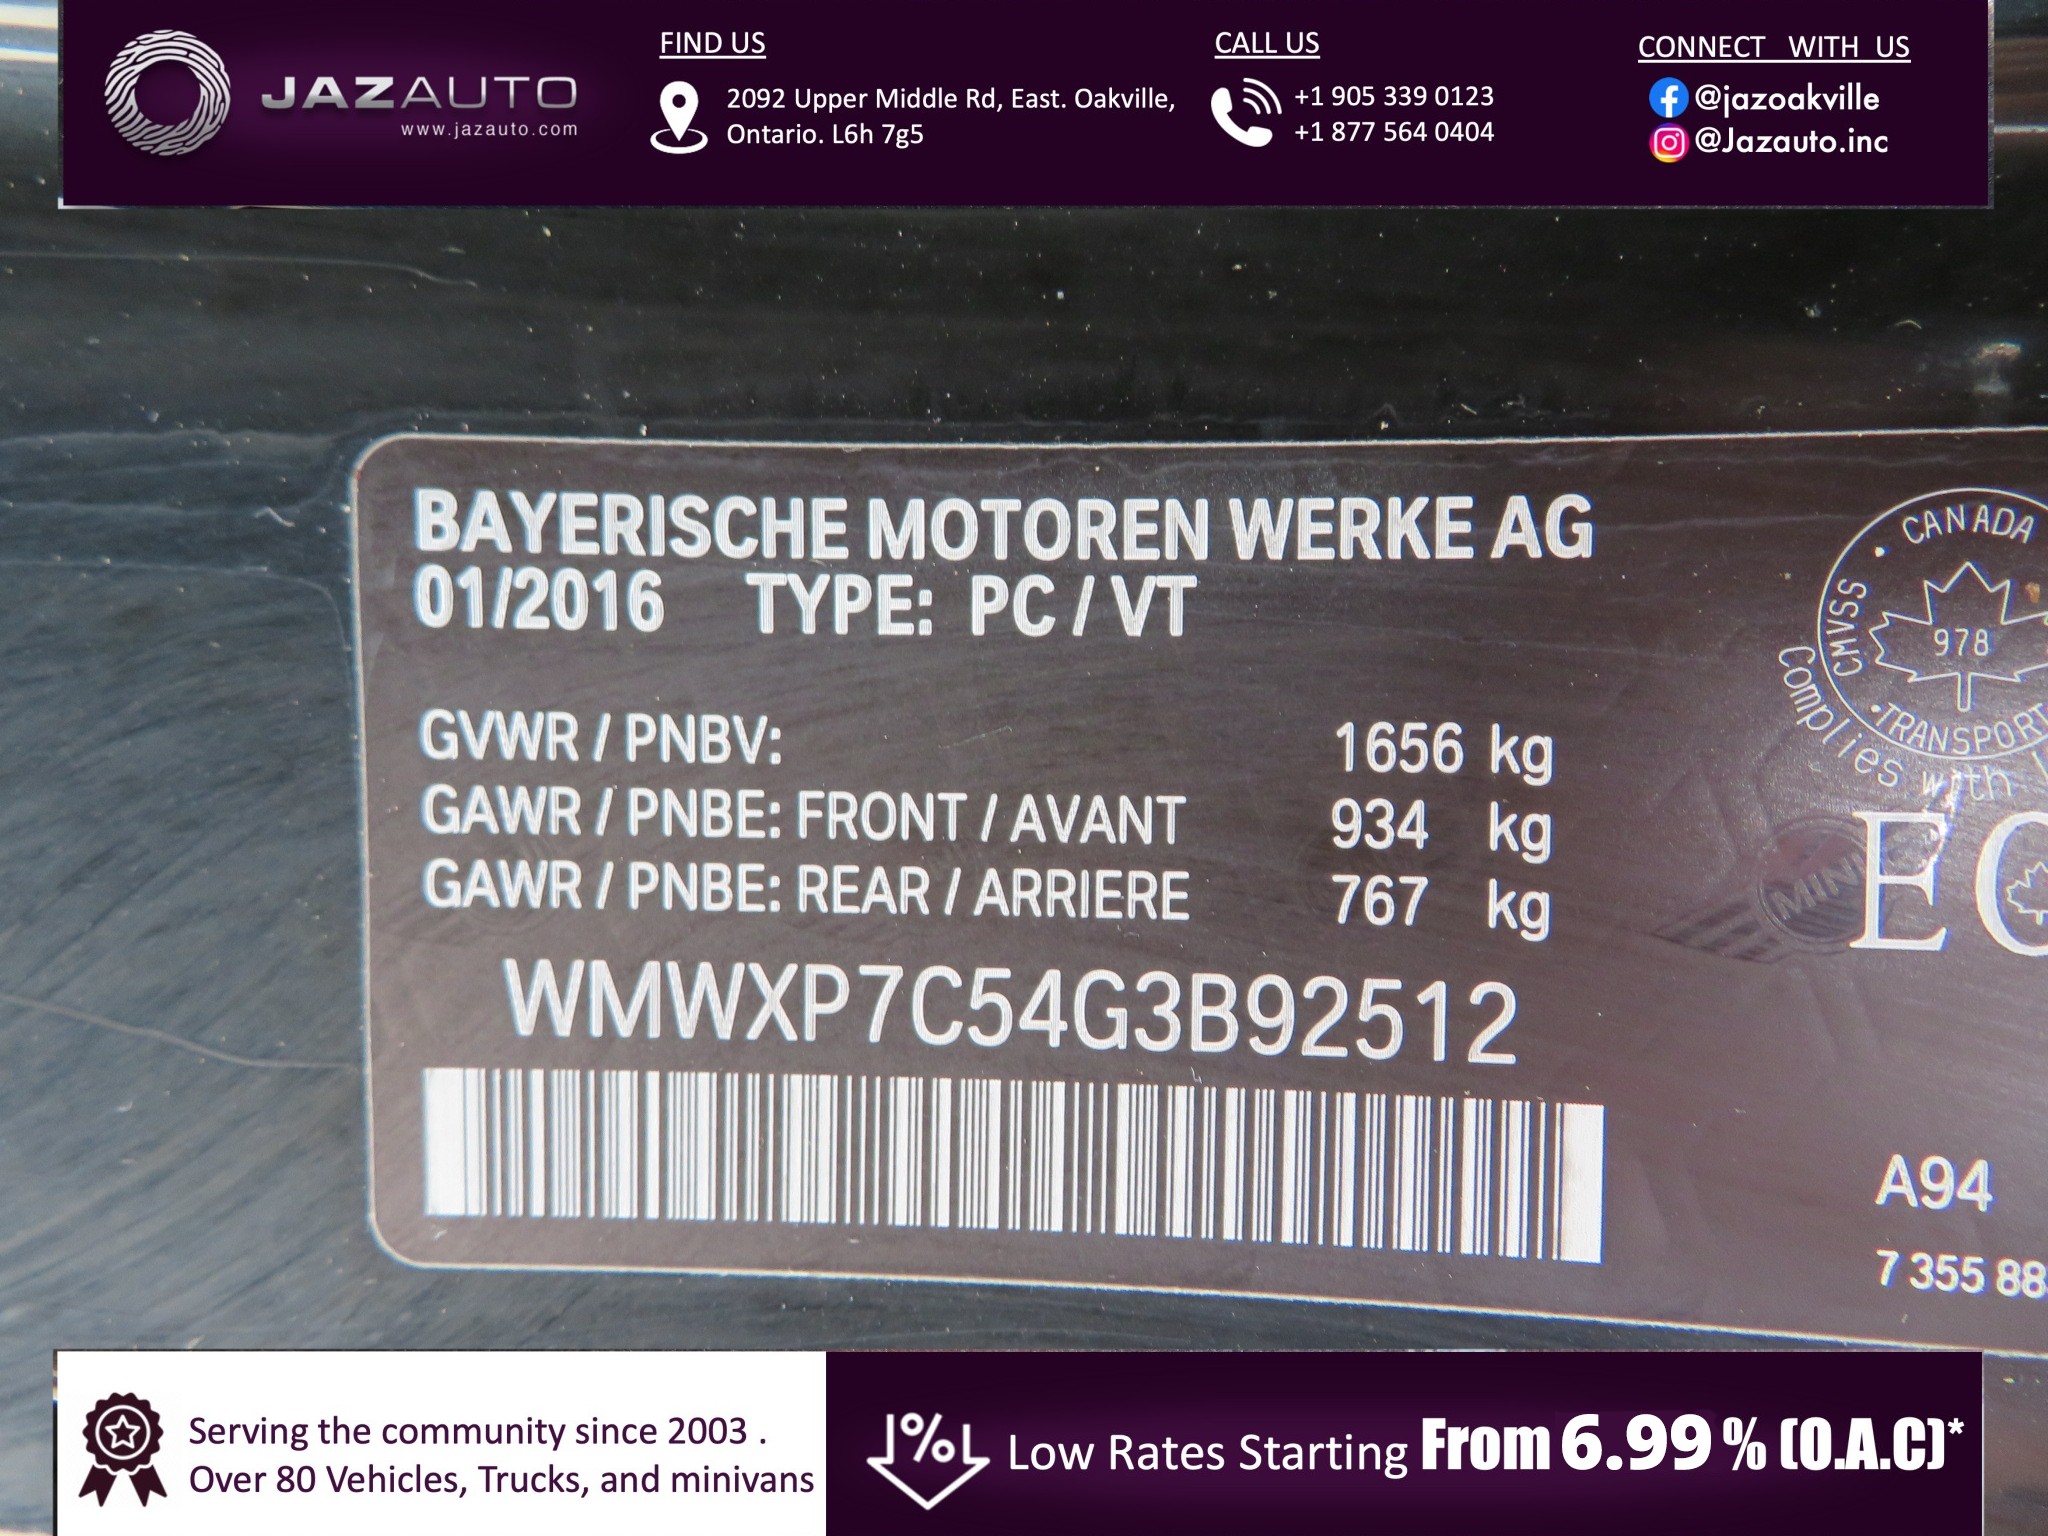 JAZAUTO
www.jazauto.com
FIND US
2092 Upper Middle Rd, East. Oakville,
Ontario. L6h 7g5
CALL US
+1 905 339 0123
+1 877 564 0404
CONNECT WITH US
@jazoakville
@Jazauto.inc
BAYERISCHE MOTOREN WERKE AG
01/2016 TYPE: PC / VT
GVWR / PNBV: 1656 kg
GAWR / PNBE: FRONT / AVANT 934 kg
GAWR / PNBE: REAR / ARRIERE 767 kg
WMWXP7C54G3B92512
CANADA
CMVSS
978
TRANSPORT
Complies with
MINI
A94
7 355 88
Serving the community since 2003 .
Over 80 Vehicles, Trucks, and minivans
% Low Rates Starting From 6.99 % (O.A.C)*